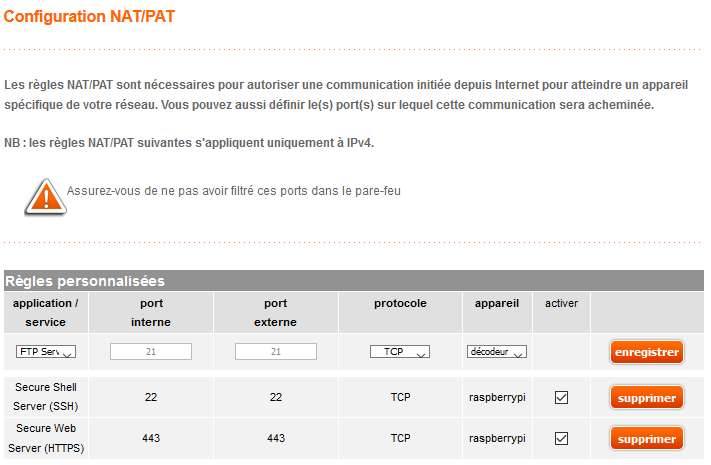 Configuration NAT/PAT
Les règles NAT/PAT sont nécessaires pour autoriser une communication initiée depuis Internet pour atteindre un appareil
spécifique de votre réseau. Vous pouvez aussi définir le(s) port(s) sur lequel cette communication sera acheminée.
NB : les règles NAT/PAT suivantes s'appliquent uniquement à IPv4.
Assurez-vous de ne pas avoir filtré ces ports dans le pare-feu
Règles personnalisées
application / service port interne port externe protocole appareil activer
FTP Serv 21 21 TCP décodeur enregistrer
Secure Shell Server (SSH) 22 22 TCP raspberrypi supprimer
Secure Web Server (HTTPS) 443 443 TCP raspberrypi supprimer